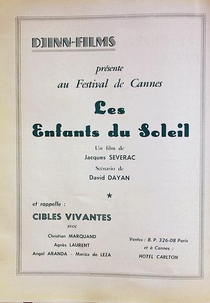 DJINN-FILMS
présente
au Festival de Cannes
Les
Enfants du Soleil
Un film de
Jacques SEVERAC
Scénario de
David DAYAN
et rappelle :
CIBLES VIVANTES
avec
Christian MARQUAND
Agnès LAURENT
Angel ARANDA - Mariza de LEZA
Ventes : B. P. 326-08 Paris
et à Cannes :
HOTEL CARLTON